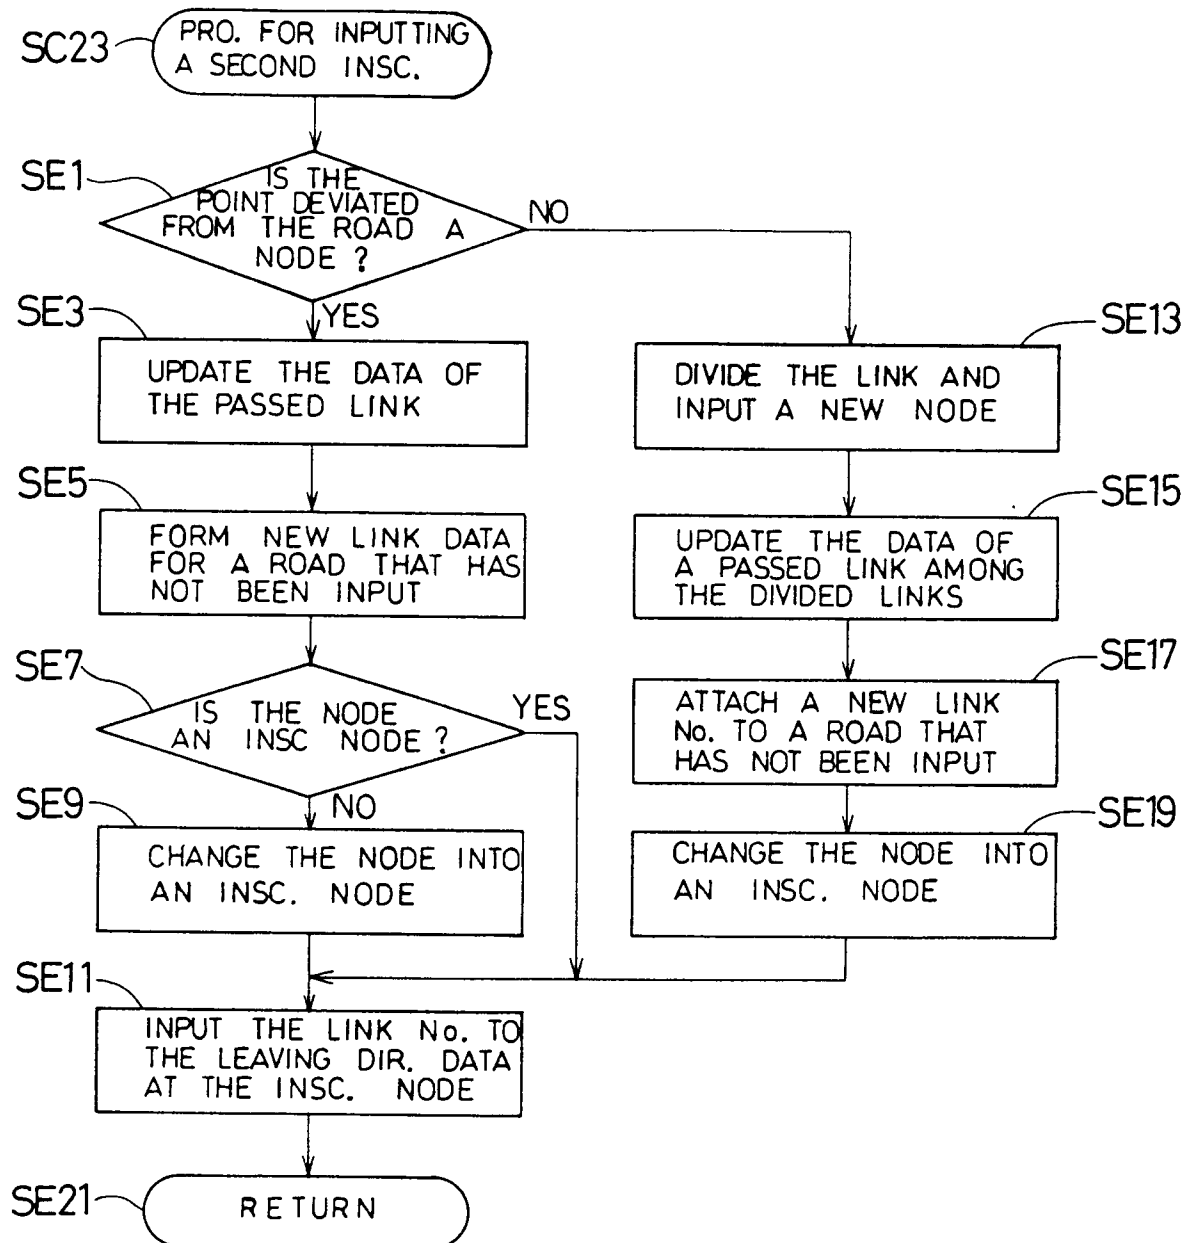 SC23
PRO. FOR INPUTTING
A SECOND INSC.
SE1
IS THE
POINT DEVIATED
FROM THE ROAD A
NODE ?
NO
YES
SE3
UPDATE THE DATA OF
THE PASSED LINK
SE13
DIVIDE THE LINK AND
INPUT A NEW NODE
SE5
FORM NEW LINK DATA
FOR A ROAD THAT HAS
NOT BEEN INPUT
SE15
UPDATE THE DATA OF
A PASSED LINK AMONG
THE DIVIDED LINKS
SE7
IS THE NODE
AN INSC NODE ?
YES
NO
SE17
ATTACH A NEW LINK
No. TO A ROAD THAT
HAS NOT BEEN INPUT
SE9
CHANGE THE NODE INTO
AN INSC. NODE
SE19
CHANGE THE NODE INTO
AN INSC. NODE
SE11
INPUT THE LINK No. TO
THE LEAVING DIR. DATA
AT THE INSC. NODE
SE21
RETURN